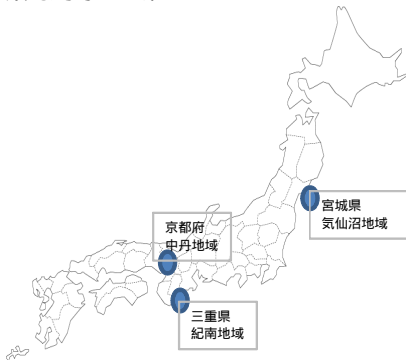 宮城県
気仙沼地域
京都府
中丹地域
三重県
紀南地域